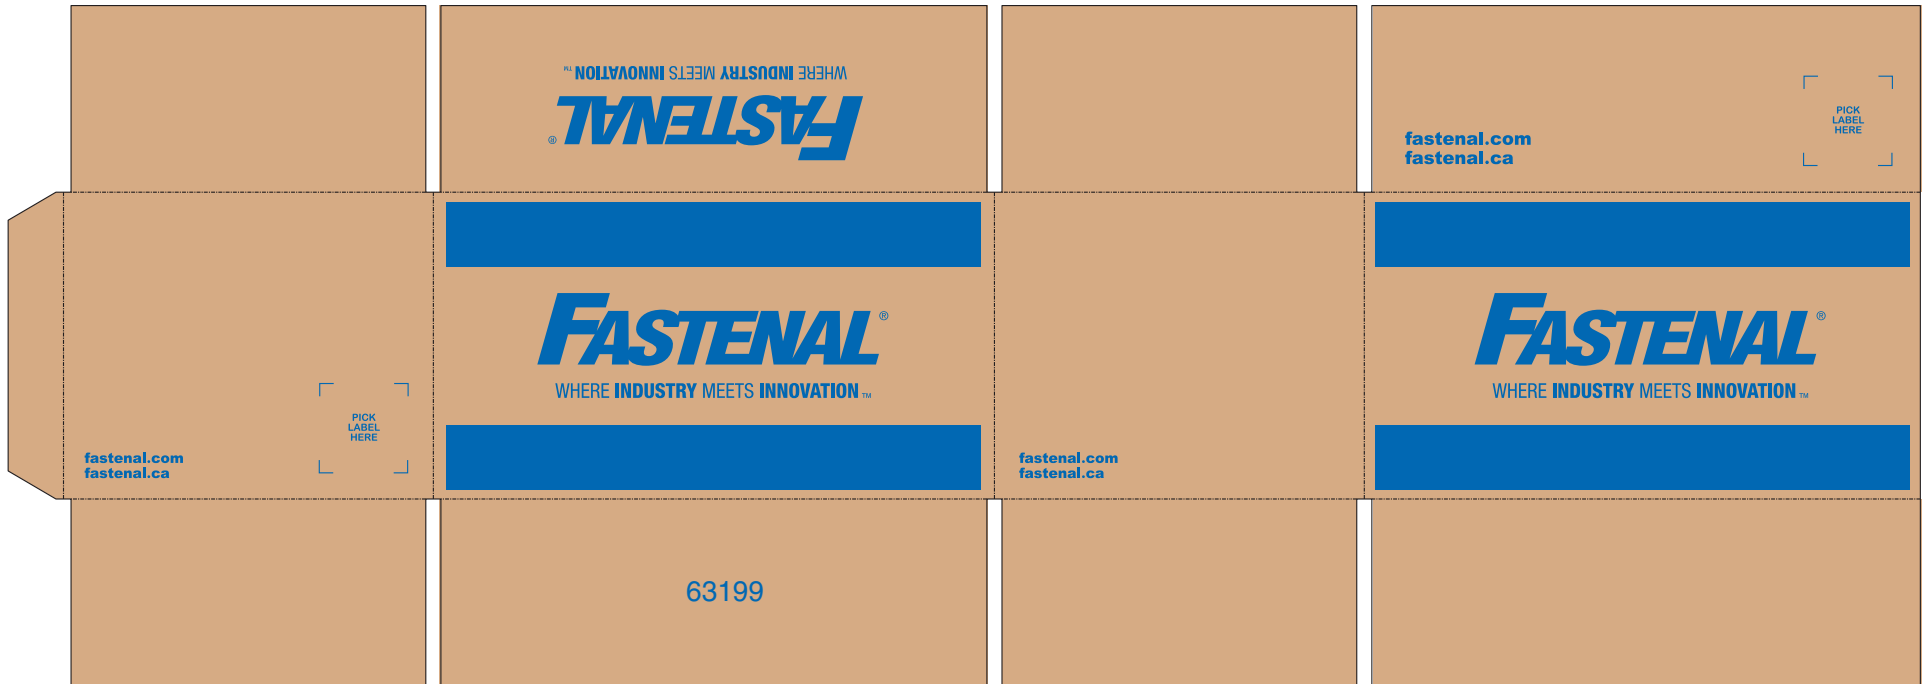 WHERE INDUSTRY MEETS INNOVATION™
FASTENAL®
fastenal.com
fastenal.ca
PICK
LABEL
HERE
PICK
LABEL
HERE
fastenal.com
fastenal.ca
FASTENAL®
WHERE INDUSTRY MEETS INNOVATION™
fastenal.com
fastenal.ca
FASTENAL®
WHERE INDUSTRY MEETS INNOVATION™
63199